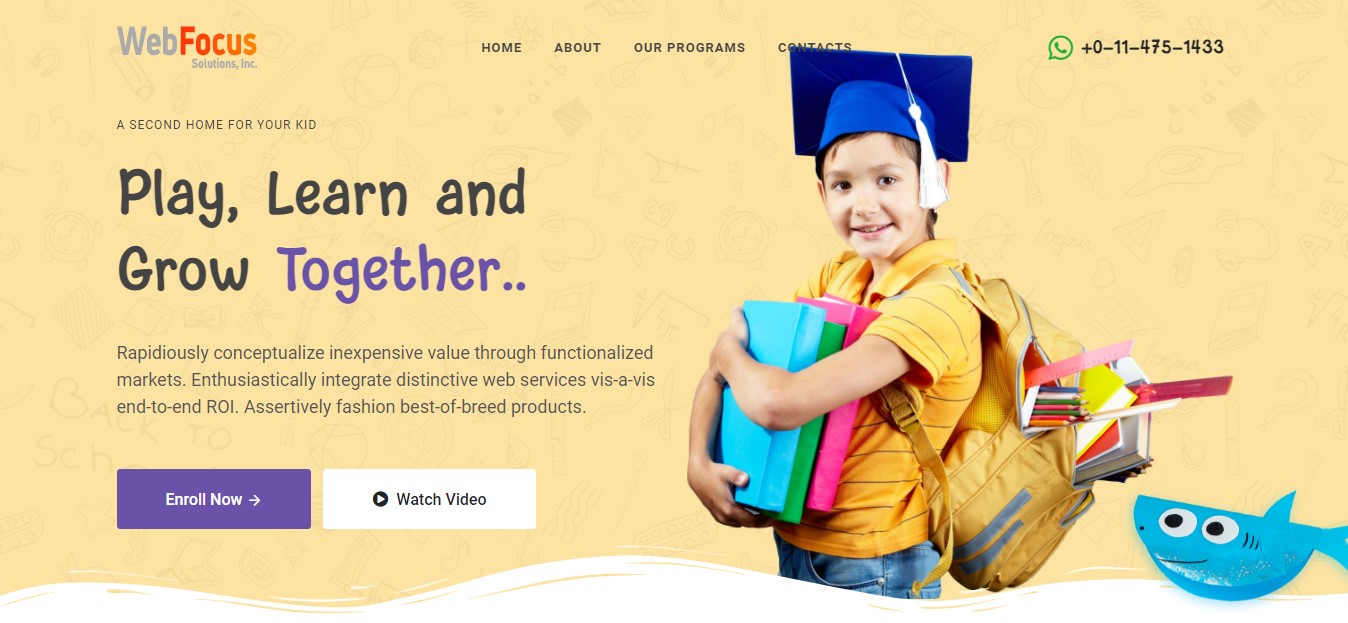 WebFocus
Solutions, Inc.
HOME ABOUT OUR PROGRAMS CONTACTS
+0-11-475-1433
A SECOND HOME FOR YOUR KID
Play, Learn and
Grow Together..
Rapidiously conceptualize inexpensive value through functionalized
markets. Enthusiastically integrate distinctive web services vis-a-vis
end-to-end ROI. Assertively fashion best-of-breed products.
Back to
Enroll Now → Watch Video